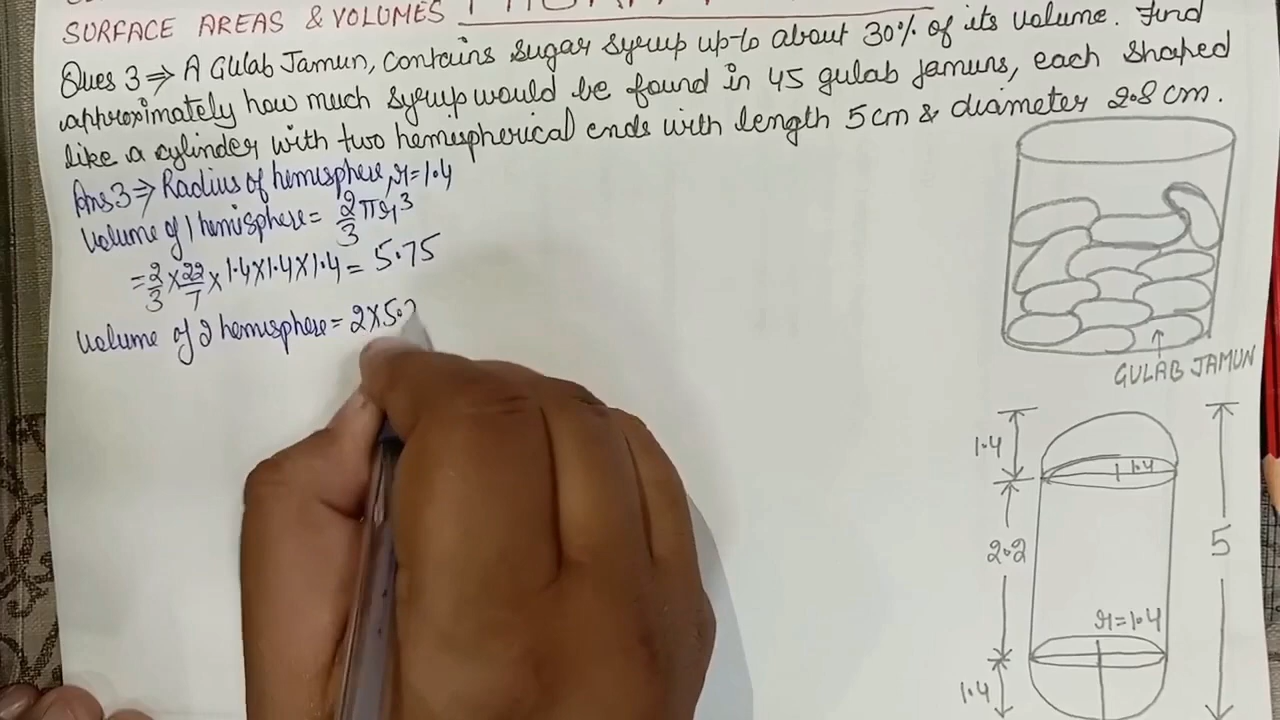 SURFACE AREAS & VOLUMES
Ques 3 ⇒ A Gulab Jamun, contains sugar syrup up-to about 30% of its volume. Find
approximately how much syrup would be found in 45 gulab jamuns, each shaped
like a cylinder with two hemispherical ends with length 5cm & diameter 2.8 cm.
Ans 3 ⇒ Radius of hemisphere, r=1.4
Volume of 1 hemisphere = 2/3 πr³
= 2/3 × 22/7 × 1.4×1.4×1.4 = 5.75
Volume of 2 hemisphere = 2×5.
GULAB JAMUN
1.4
1.4
2.2
5
r=1.4
1.4